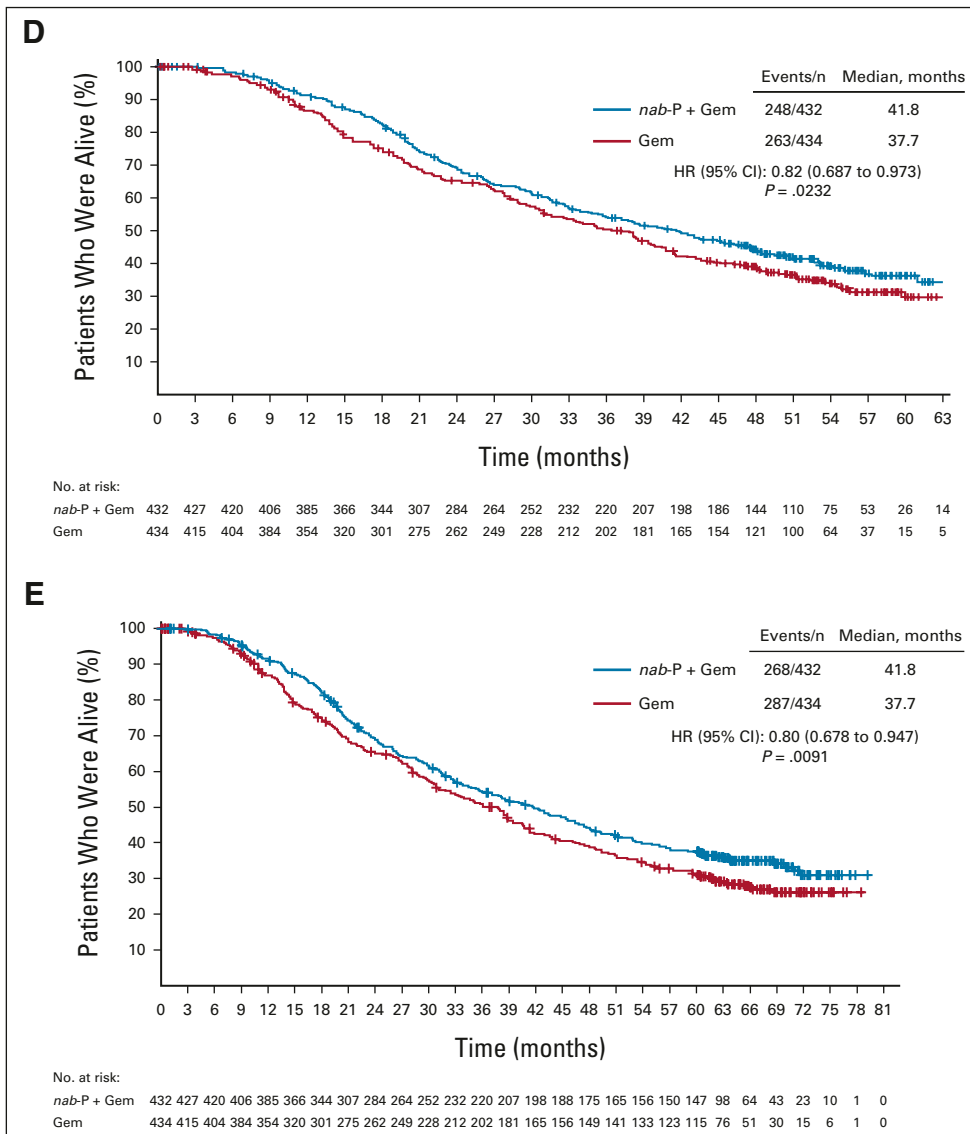 D
Patients Who Were Alive (%)
100
90
80
70
60
50
40
30
20
10
Events/n Median, months
nab-P + Gem 248/432 41.8
Gem 263/434 37.7
HR (95% CI): 0.82 (0.687 to 0.973)
P = .0232
0 3 6 9 12 15 18 21 24 27 30 33 36 39 42 45 48 51 54 57 60 63
Time (months)
No. at risk:
nab-P + Gem 432 427 420 406 385 366 344 307 284 264 252 232 220 207 198 186 144 110 75 53 26 14
Gem 434 415 404 384 354 320 301 275 262 249 228 212 202 181 165 154 121 100 64 37 15 5
E
Patients Who Were Alive (%)
100
90
80
70
60
50
40
30
20
10
Events/n Median, months
nab-P + Gem 268/432 41.8
Gem 287/434 37.7
HR (95% CI): 0.80 (0.678 to 0.947)
P = .0091
0 3 6 9 12 15 18 21 24 27 30 33 36 39 42 45 48 51 54 57 60 63 66 69 72 75 78 81
Time (months)
No. at risk:
nab-P + Gem 432 427 420 406 385 366 344 307 284 264 252 232 220 207 198 188 175 165 156 150 147 98 64 43 23 10 1 0
Gem 434 415 404 384 354 320 301 275 262 249 228 212 202 181 165 156 149 141 133 123 115 76 51 30 15 6 1 0